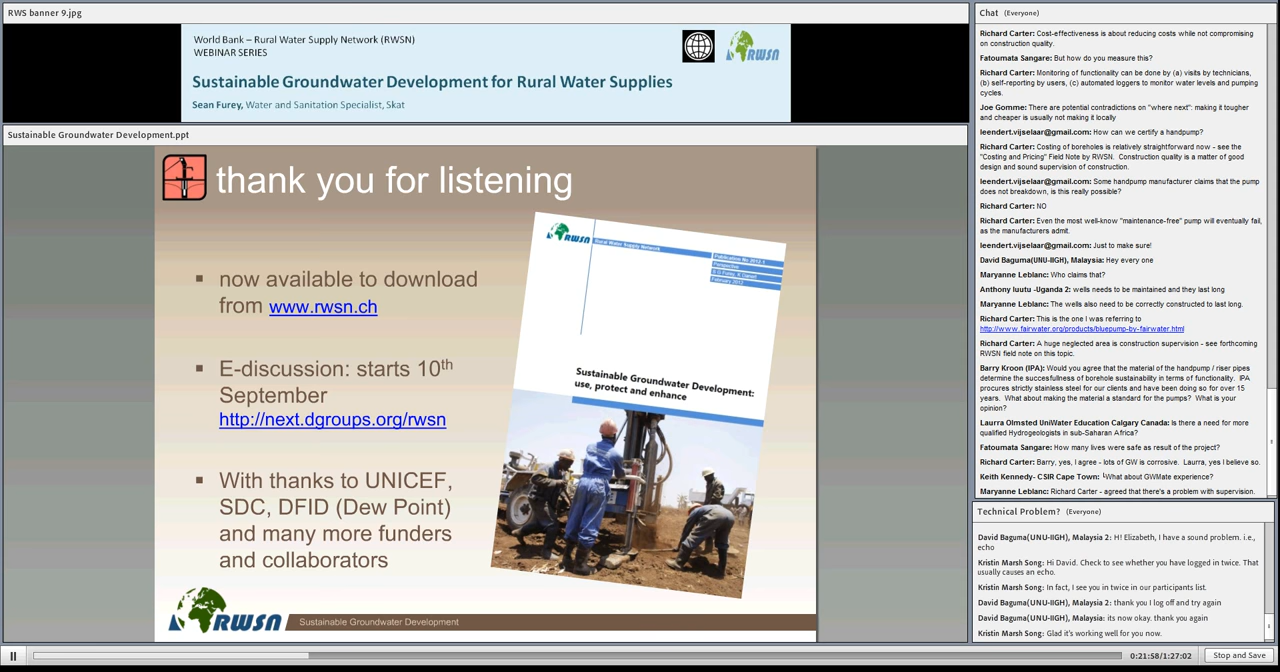 RWS banner 9.jpg
World Bank – Rural Water Supply Network (RWSN)
WEBINAR SERIES
RWSN
Sustainable Groundwater Development for Rural Water Supplies
Sean Furey, Water and Sanitation Specialist, Skat
Sustainable Groundwater Development.ppt
thank you for listening
now available to download
from www.rwsn.ch
E-discussion: starts 10th
September
http://next.dgroups.org/rwsn
With thanks to UNICEF,
SDC, DFID (Dew Point)
and many more funders
and collaborators
RWSN Rural Water Supply Network
Publication No 2012-1
Perspective
February 2012
Sustainable Groundwater Development:
use, protect and enhance
RWSN
Sustainable Groundwater Development
Chat (Everyone)
Richard Carter: Cost-effectiveness is about reducing costs while not compromising
on construction quality.
Fatoumata Sangare: But how do you measure this?
Richard Carter: Monitoring of functionality can be done by (a) visits by technicians,
(b) self-reporting by users, (c) automated loggers to monitor water levels and pumping
cycles.
Joe Gomme: There are potential contradictions on "where next": making it tougher
and cheaper is usually not making it locally
leendert.vijselaar@gmail.com: How can we certify a handpump?
Richard Carter: Costing of boreholes is relatively straightforward now - see the
"Costing and Pricing" Field Note by RWSN. Construction quality is a matter of good
design and sound supervision of construction.
leendert.vijselaar@gmail.com: Some handpump manufacturer claims that the pump
does not breakdown, is this really possible?
Richard Carter: NO
Richard Carter: Even the most well-know "maintenance-free" pump will eventually fail,
as the manufacturers admit.
leendert.vijselaar@gmail.com: Just to make sure!
David Baguma(UNU-IIGH), Malaysia: Hey every one
Maryanne Leblanc: Who claims that?
Anthony luutu -Uganda 2: wells needs to be maintained and they last long
Maryanne Leblanc: The wells also need to be correctly constructed to last long.
Richard Carter: This is the one I was referring to
http://www.fairwater.org/products/bluepump-by-fairwater.html
Richard Carter: A huge neglected area is construction supervision - see forthcoming
RWSN field note on this topic.
Barry Kroon (IPA): Would you agree that the material of the handpump / riser pipes
determine the succesfullness of borehole sustainability in terms of functionality. IPA
procures strictly stainless steel for our clients and have been doing so for over 15
years. What about making the material a standard for the pumps? What is your
opinion?
Laurra Olmsted UniWater Education Calgary Canada: Is there a need for more
qualified Hydrogeologists in sub-Saharan Africa?
Fatoumata Sangare: How many lives were safe as result of the project?
Richard Carter: Barry, yes, I agree - lots of GW is corrosive. Laurra, yes I believe so.
Keith Kennedy- CSIR Cape Town: What about GWMate experience?
Maryanne Leblanc: Richard Carter - agreed that there's a problem with supervision.
Technical Problem? (Everyone)
David Baguma(UNU-IIGH), Malaysia 2: H! Elizabeth, I have a sound problem. i.e.,
echo
Kristin Marsh Song: Hi David. Check to see whether you have logged in twice. That
usually causes an echo.
Kristin Marsh Song: In fact, I see you in twice in our participants list.
David Baguma(UNU-IIGH), Malaysia 2: thank you I log off and try again
David Baguma(UNU-IIGH), Malaysia: its now okay. thank you again
Kristin Marsh Song: Glad it's working well for you now.
0:21:58/1:27:02
Stop and Save